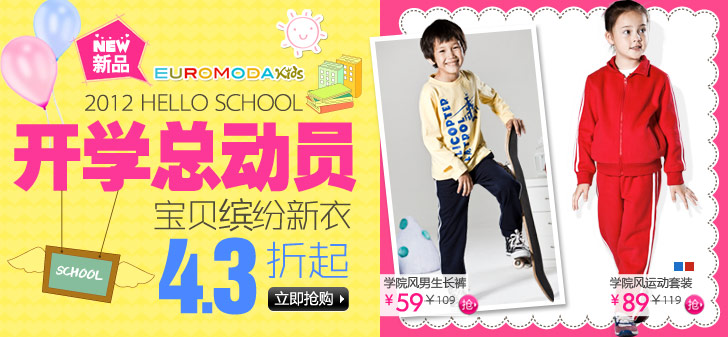 NEW
新品
EUROMODA Kids
2012 HELLO SCHOOL
开学总动员
宝贝缤纷新衣
4.3折起
立即抢购
SCHOOL
学院风男生长裤
¥59 ¥109 抢
学院风运动套装
¥89 ¥119 抢